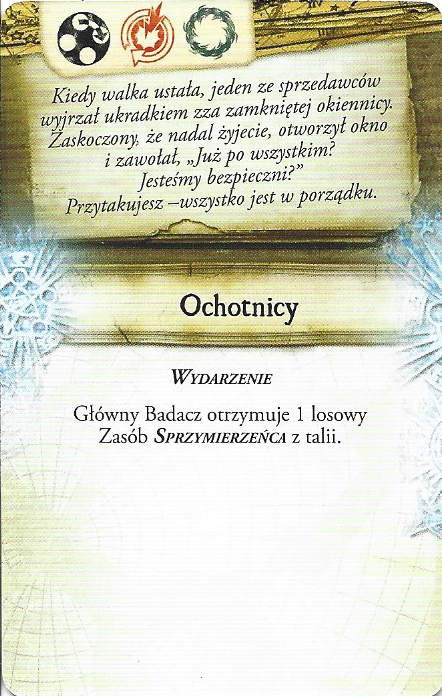 Kiedy walka ustała, jeden ze sprzedawców
wyjrzał ukradkiem zza zamkniętej okiennicy.
Zaskoczony, że nadal żyjecie, otworzył okno
i zawołał, „Już po wszystkim?
Jesteśmy bezpieczni?”
Przytakujesz –wszystko jest w porządku.
Ochotnicy
WYDARZENIE
Główny Badacz otrzymuje 1 losowy
Zasób SPRZYMIERZEŃCA z talii.